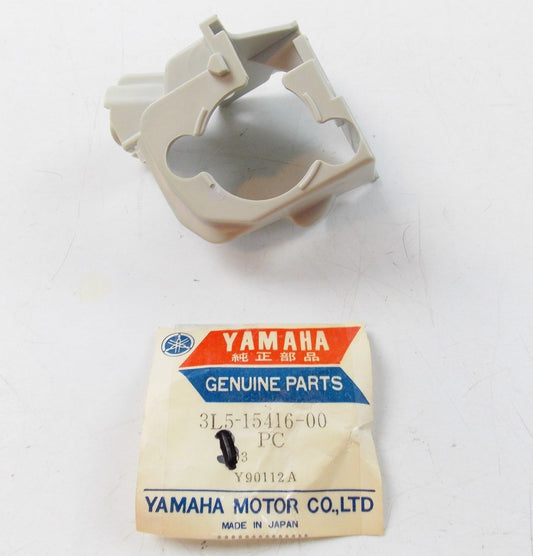 YAMAHA
純正部品
GENUINE PARTS
3L5-15416-00
PC
03
Y90112A
YAMAHA MOTOR CO.,LTD
MADE IN JAPAN